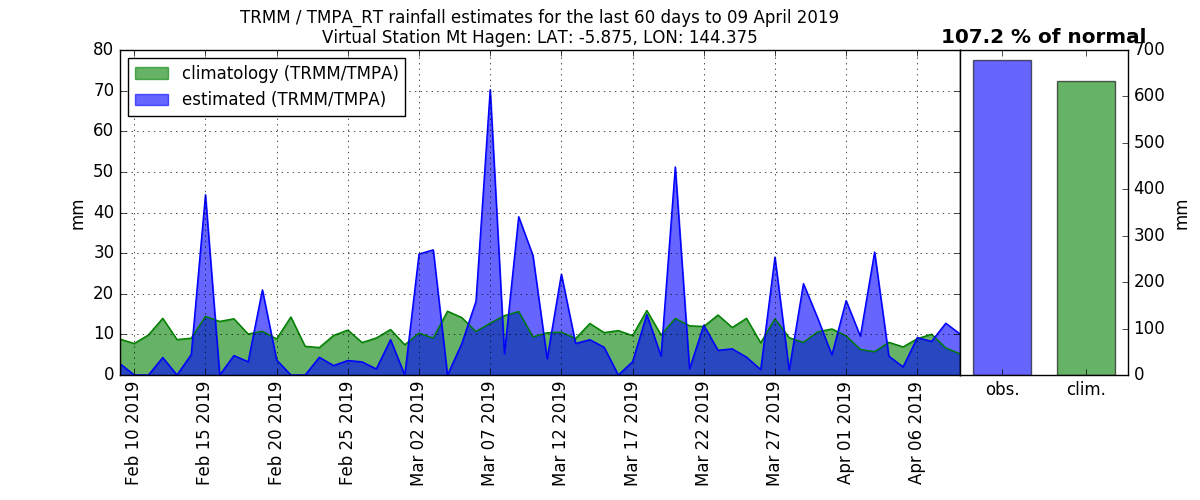 TRMM / TMPA_RT rainfall estimates for the last 60 days to 09 April 2019
Virtual Station Mt Hagen: LAT: -5.875, LON: 144.375
107.2 % of normal
climatology (TRMM/TMPA)
estimated (TRMM/TMPA)
80
70
60
50
40
30
20
10
0
mm
Feb 10 2019
Feb 15 2019
Feb 20 2019
Feb 25 2019
Mar 02 2019
Mar 07 2019
Mar 12 2019
Mar 17 2019
Mar 22 2019
Mar 27 2019
Apr 01 2019
Apr 06 2019
700
600
500
400
300
200
100
0
mm
obs.
clim.